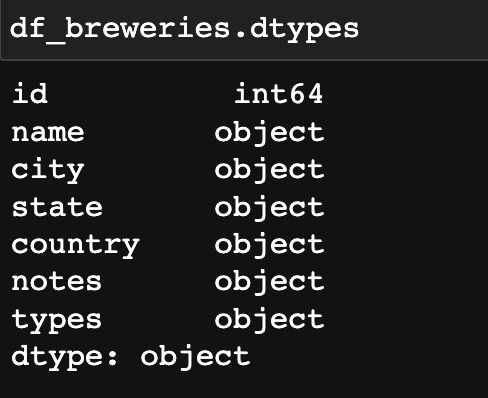 df_breweries.dtypes
id int64
name object
city object
state object
country object
notes object
types object
dtype: object